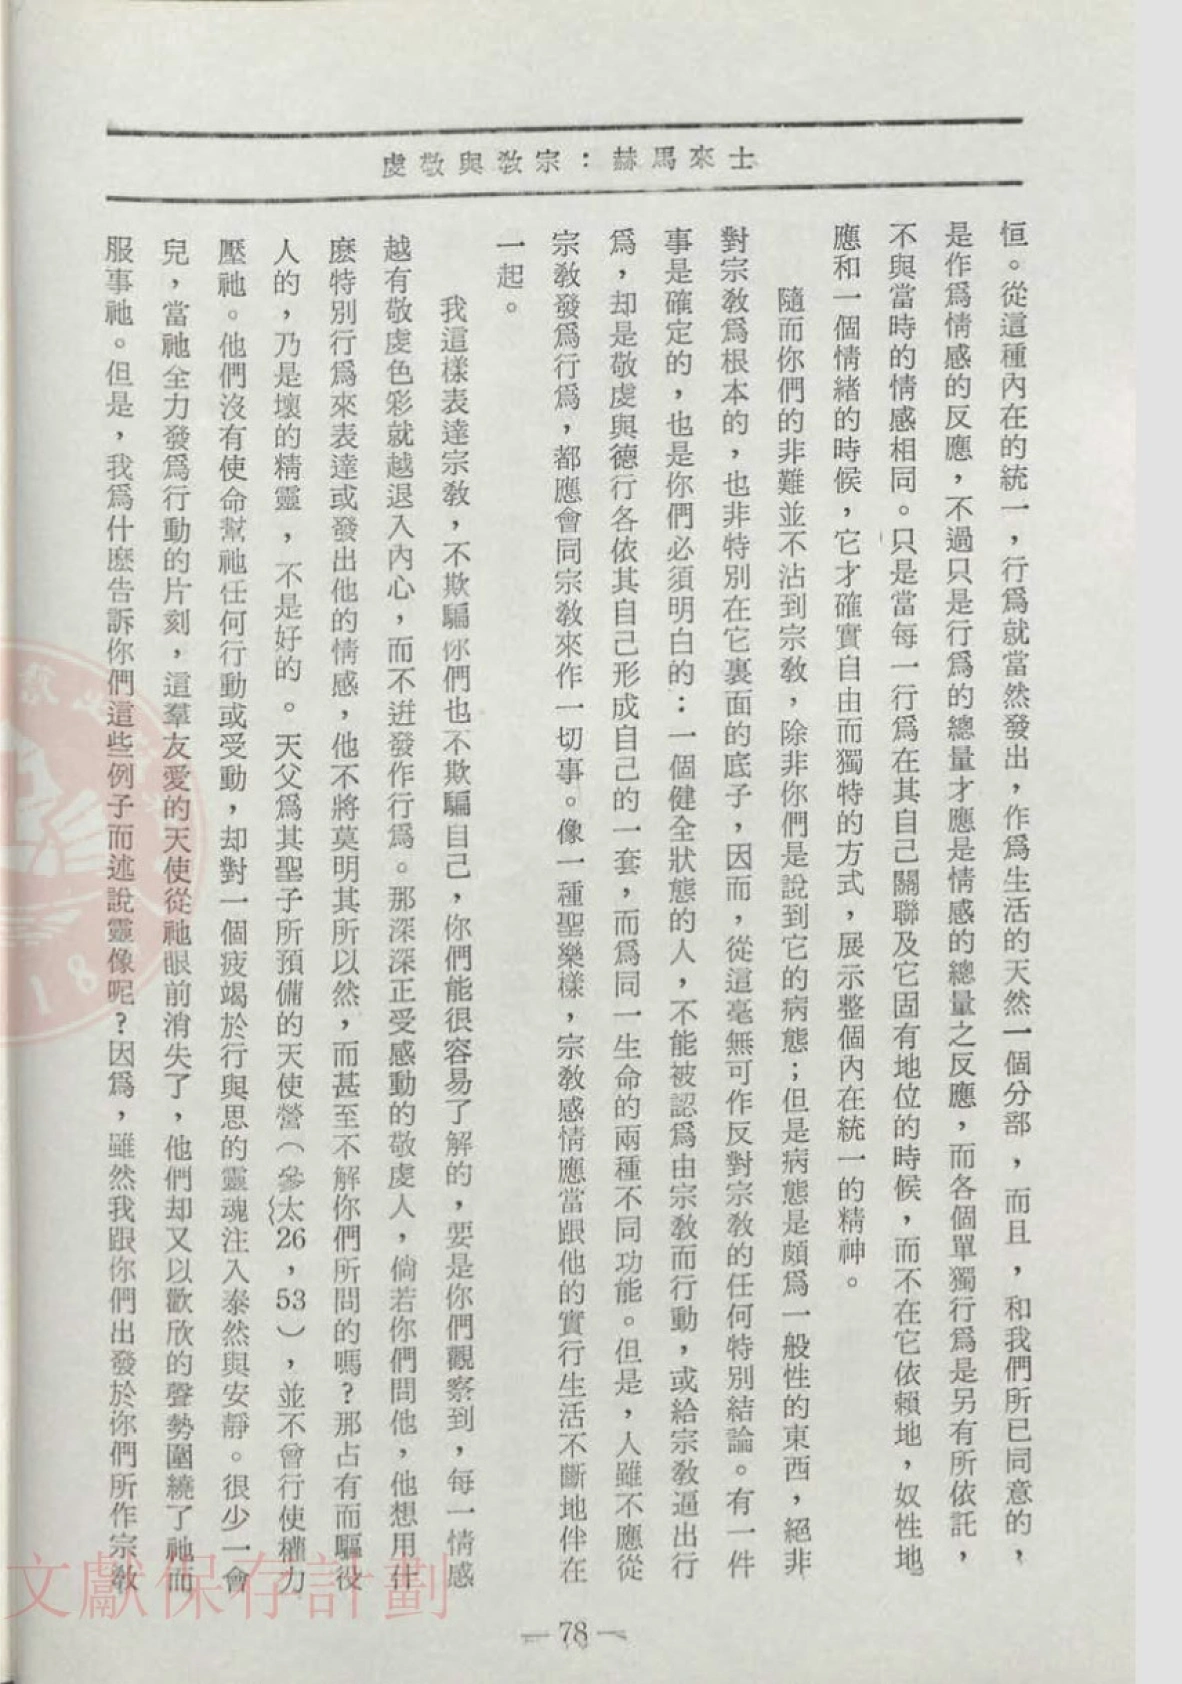 士來馬赫：宗敎與敬虔
恒。從這種內在的統一，行爲就當然發出，作爲生活的天然一個分部，而且，和我們所已同意的，
是作爲情感的反應，不過只是行爲的總量才應是情感的總量之反應，而各個單獨行爲是另有所依託，
不與當時的情感相同。只是當每一行爲在其自己關聯及它固有地位的時候，而不在它依賴地，奴性地
應和一個情緒的時候，它才確實自由而獨特的方式，展示整個內在統一的精神。
隨而你們的非難並不沾到宗敎，除非你們是說到它的病態；但是病態是頗爲一般性的東西，絕非
對宗敎爲根本的，也非特別在它裏面的底子，因而，從這毫無可作反對宗敎的任何特別結論。有一件
事是確定的，也是你們必須明白的：一個健全狀態的人，不能被認爲由宗敎而行動，或給宗敎逼出行
爲，却是敬虔與德行各依其自己形成自己的一套，而爲同一生命的兩種不同功能。但是，人雖不應從
宗敎發爲行爲，都應會同宗敎來作一切事。像一種聖樂樣，宗敎感情應當跟他的實行生活不斷地伴在
一起。
我這樣表達宗敎，不欺騙你們也不欺騙自己，你們能很容易了解的，要是你們觀察到，每一情感
越有敬虔色彩就越退入內心，而不迸發作行爲。那深深正受感動的敬虔人，倘若你們問他，他想用什
麽特別行爲來表達或發出他的情感，他不將莫明其所以然，而甚至不解你們所問的嗎？那占有而驅役
人的，乃是壞的精靈，不是好的。天父爲其聖子所預備的天使營（參太26，53），並不曾行使權力
壓祂。他們沒有使命幫祂任何行動或受動，却對一個疲竭於行與思的靈魂注入泰然與安靜。很少一會
兒，當祂全力發爲行動的片刻，這羣友愛的天使從祂眼前消失了，他們却又以歡欣的聲勢圍繞了祂而
服事祂。但是，我爲什麽告訴你們這些例子而述說靈像呢？因爲，雖然我跟你們出發於你們所作宗敎
— 78 —
文獻保存計劃
18